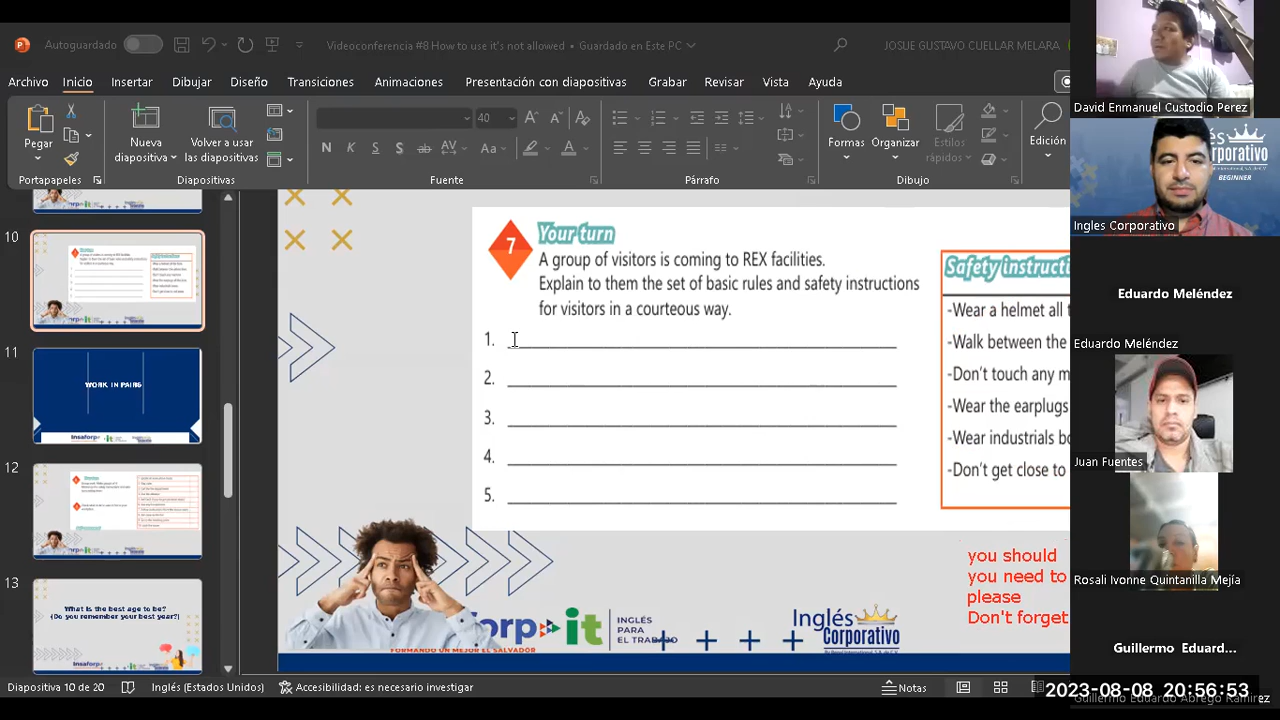 Autoguardado
Videoconferencia #8 How to use it's not allowed • Guardado en Este PC
JOSUE GUSTAVO CUELLAR MELARA
Archivo Inicio Insertar Dibujar Diseño Transiciones Animaciones Presentación con diapositivas Grabar Revisar Vista Ayuda
Pegar
Nueva diapositiva
Volver a usar las diapositivas
40
Formas
Organizar
Estilos rápidos
Edición
Portapapeles
Diapositivas
Fuente
Párrafo
Dibujo
10
11
WORK IN PAIRS
12
13
What is the best age to be?
(Do you remember your best year?)
7
Your turn
A group of visitors is coming to REX facilities.
Explain to them the set of basic rules and safety instructions
for visitors in a courteous way.
1.
2.
3.
4.
5.
Safety instructi
-Wear a helmet all t
-Walk between the
-Don't touch any m
-Wear the earplugs
-Wear industrials bo
-Don't get close to
you should
you need to
please
Don't forget
orp it
INGLÉS
PARA
EL TRABAJO
FORMANDO UN MEJOR EL SALVADOR
Inglés
Corporativo
Diapositiva 10 de 20
Inglés (Estados Unidos)
Accesibilidad: es necesario investigar
Notas
David Enmanuel Custodio Perez
BEGINNER
Ingles Corporativo
Eduardo Meléndez
Eduardo Meléndez
Juan Fuentes
Rosali Ivonne Quintanilla Mejía
Guillermo Eduard...
Guillermo Eduardo Abrego Ramirez
2023-08-08 20:56:53